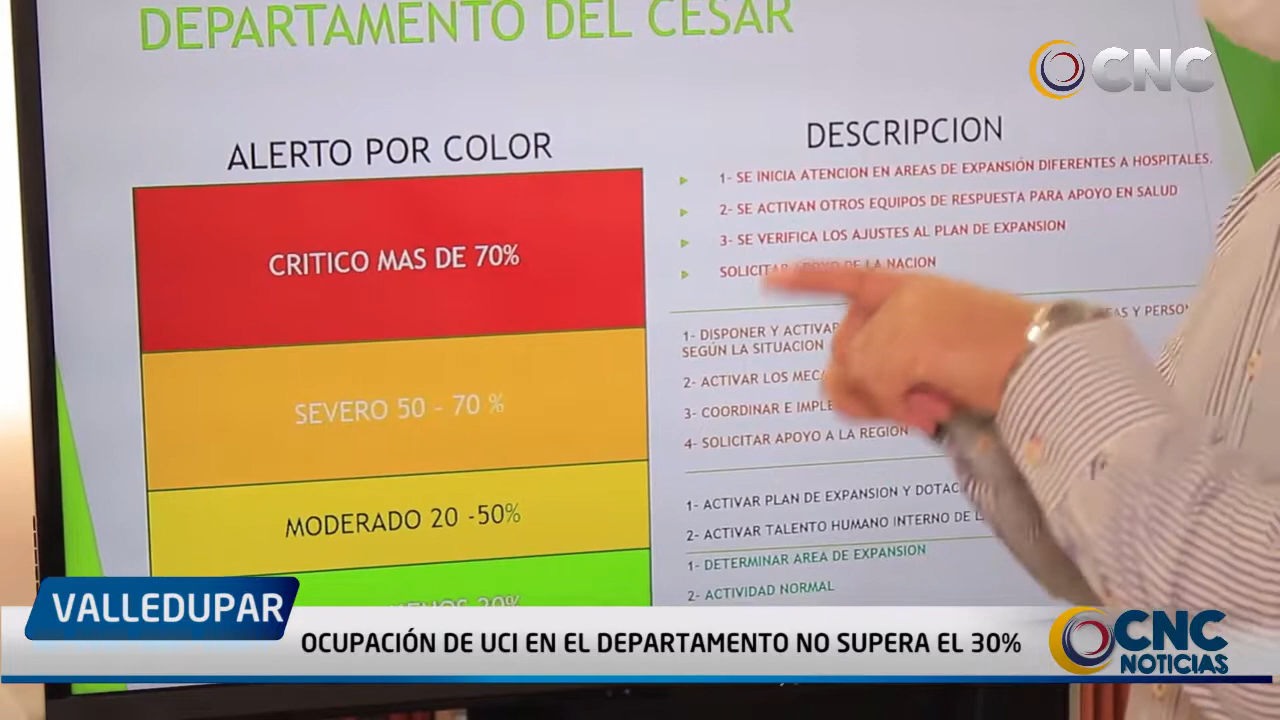 DEPARTAMENTO DEL CESAR
CNC
ALERTO POR COLOR
DESCRIPCION
CRITICO MAS DE 70%
SEVERO 50 - 70 %
MODERADO 20 -50%
MENOS 20%
1- SE INICIA ATENCION EN AREAS DE EXPANSIÓN DIFERENTES A HOSPITALES.
2- SE ACTIVAN OTROS EQUIPOS DE RESPUESTA PARA APOYO EN SALUD
3- SE VERIFICA LOS AJUSTES AL PLAN DE EXPANSION
SOLICITAR APOYO DE LA NACION
1- DISPONER Y ACTIVAR
SEGÚN LA SITUACION
2- ACTIVAR LOS
3- COORDINAR E
4- SOLICITAR APOYO A LA REGION
1- ACTIVAR PLAN DE EXPANSION Y
2- ACTIVAR TALENTO HUMANO INTERNO DE
1- DETERMINAR AREA DE EXPANSION
2- ACTIVIDAD NORMAL
VALLEDUPAR
OCUPACIÓN DE UCI EN EL DEPARTAMENTO NO SUPERA EL 30%
CNC
NOTICIAS